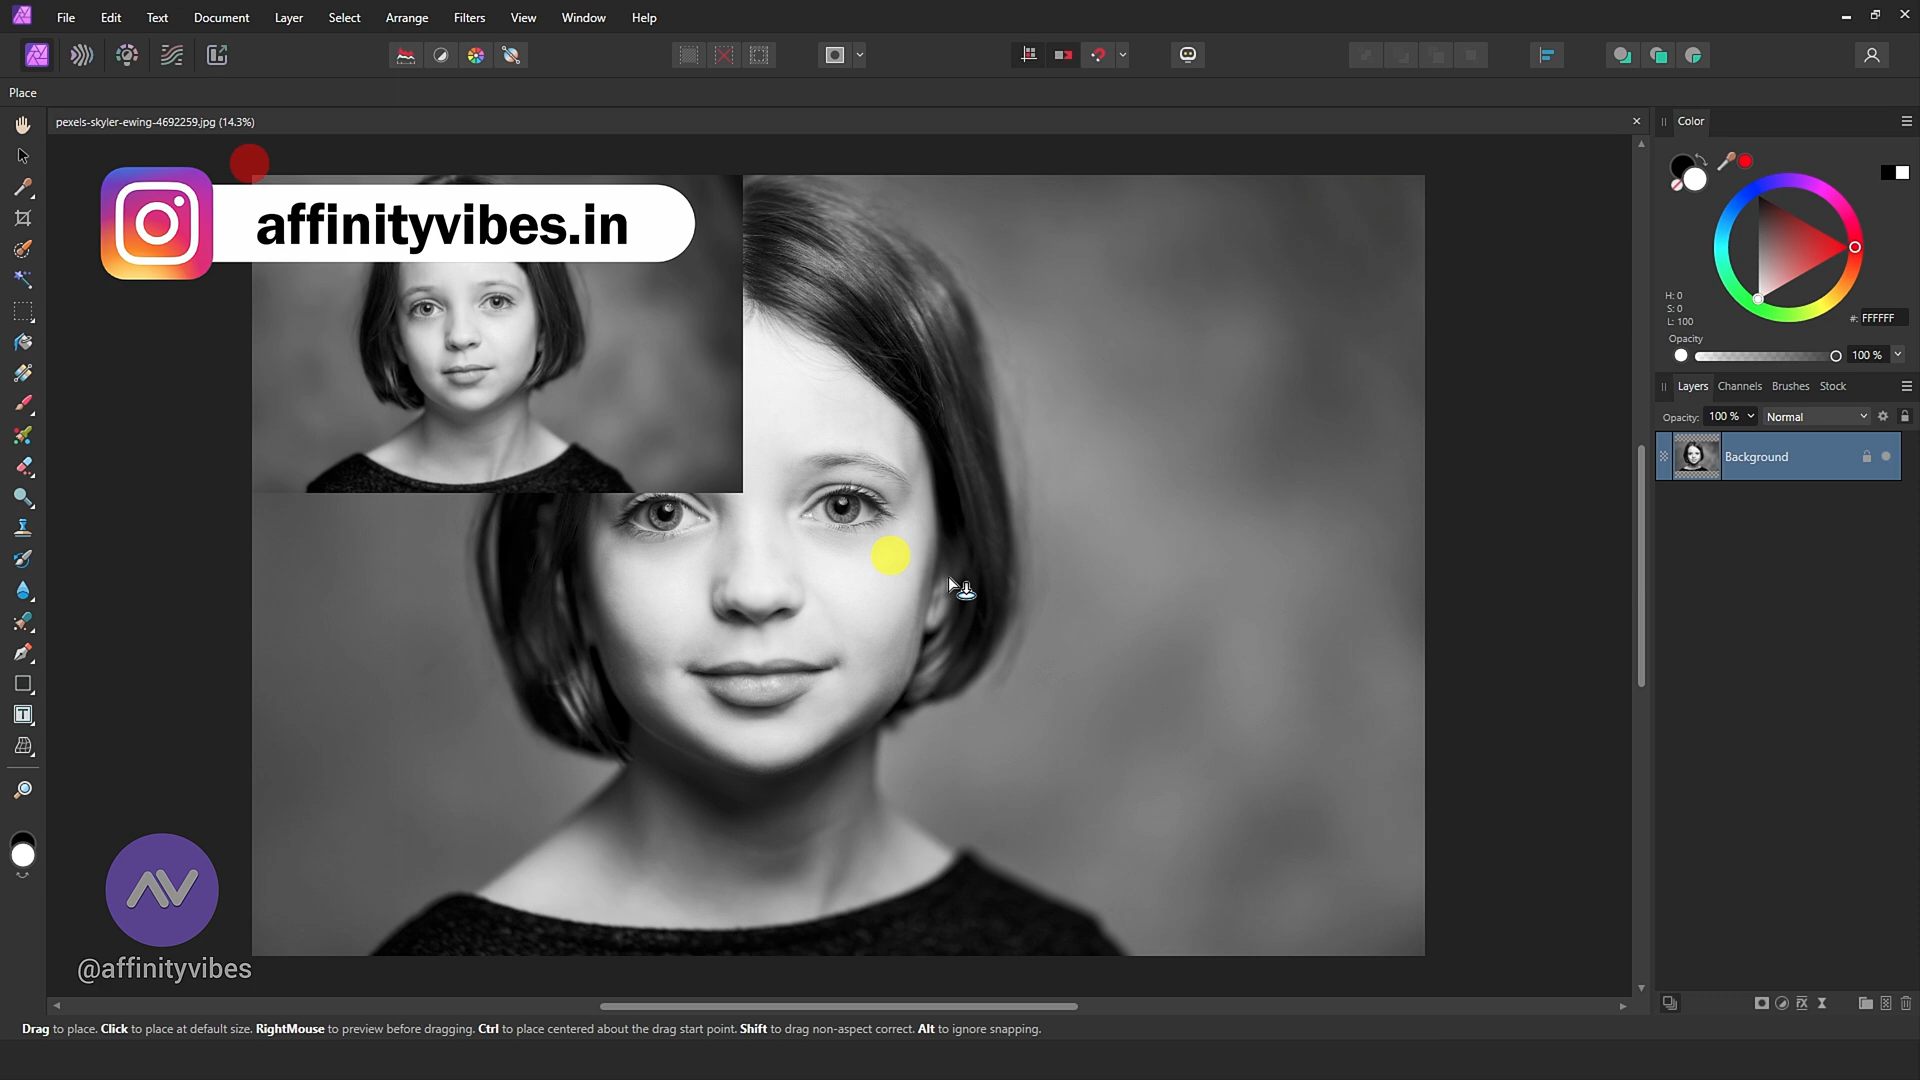 File Edit Text Document Layer Select Arrange Filters View Window Help
Place
pexels-skyler-ewing-4692259.jpg (14.3%)
Color
affinityvibes.in
H: 0
S: 0
L: 100
#: FFFFFF
Opacity
100 %
Layers Channels Brushes Stock
Opacity: 100 % Normal
Background
@affinityvibes
Drag to place. Click to place at default size. RightMouse to preview before dragging. Ctrl to place centered about the drag start point. Shift to drag non-aspect correct. Alt to ignore snapping.